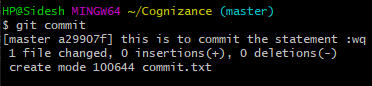 HP@Sidesh MINGW64 ~/Cognizance (master)
$ git commit
[master a29907f] this is to commit the statement :wq
 1 file changed, 0 insertions(+), 0 deletions(-)
 create mode 100644 commit.txt